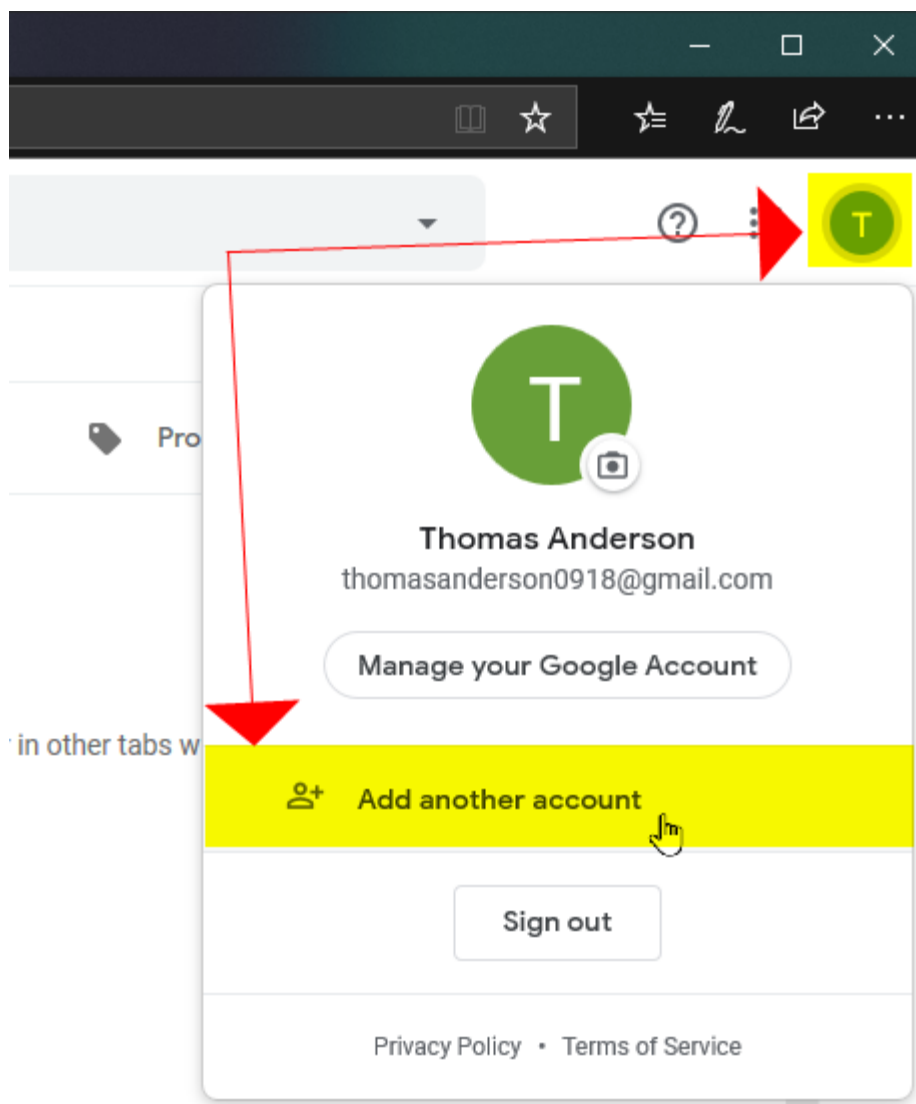 T
Pro
T
Thomas Anderson
thomasanderson0918@gmail.com
Manage your Google Account
in other tabs w
Add another account
Sign out
Privacy Policy • Terms of Service